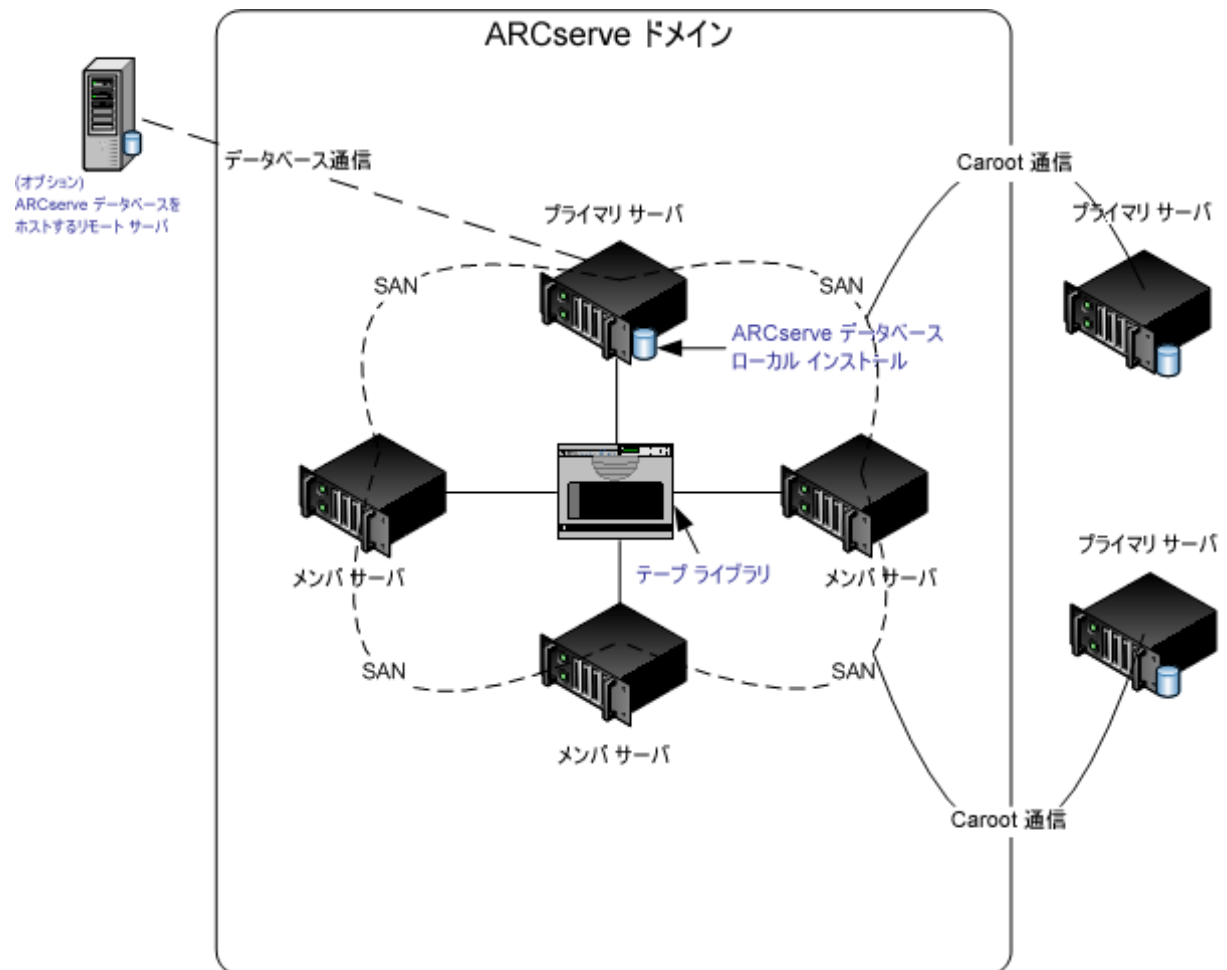 ARCserve ドメイン
(オプション)
ARCserve データベースを
ホストするリモート サーバ
データベース通信
Caroot 通信
プライマリ サーバ
プライマリ サーバ
SAN
SAN
ARCserve データベース
ローカル インストール
メンバ サーバ
テープ ライブラリ
メンバ サーバ
プライマリ サーバ
SAN
SAN
メンバ サーバ
Caroot 通信